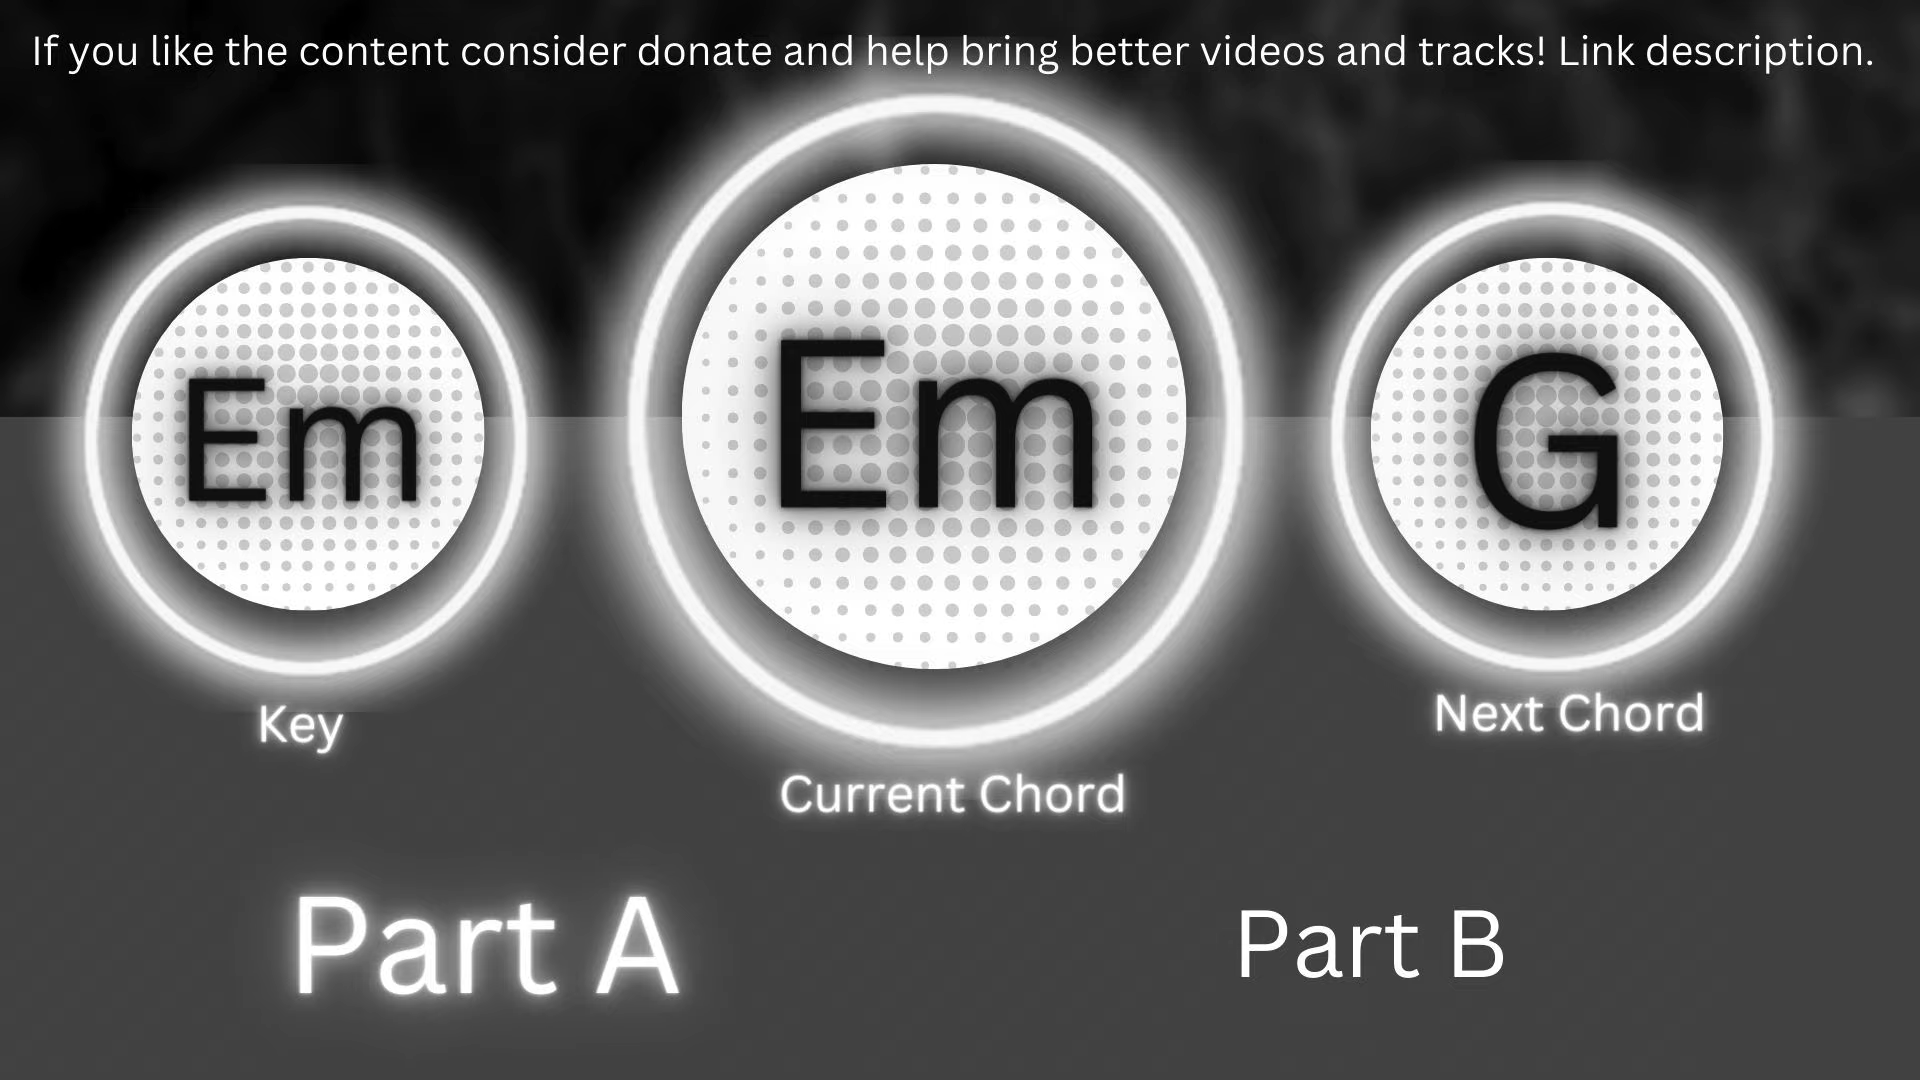 If you like the content consider donate and help bring better videos and tracks! Link description.
Em
Em
G
Key
Current Chord
Next Chord
Part A
Part B